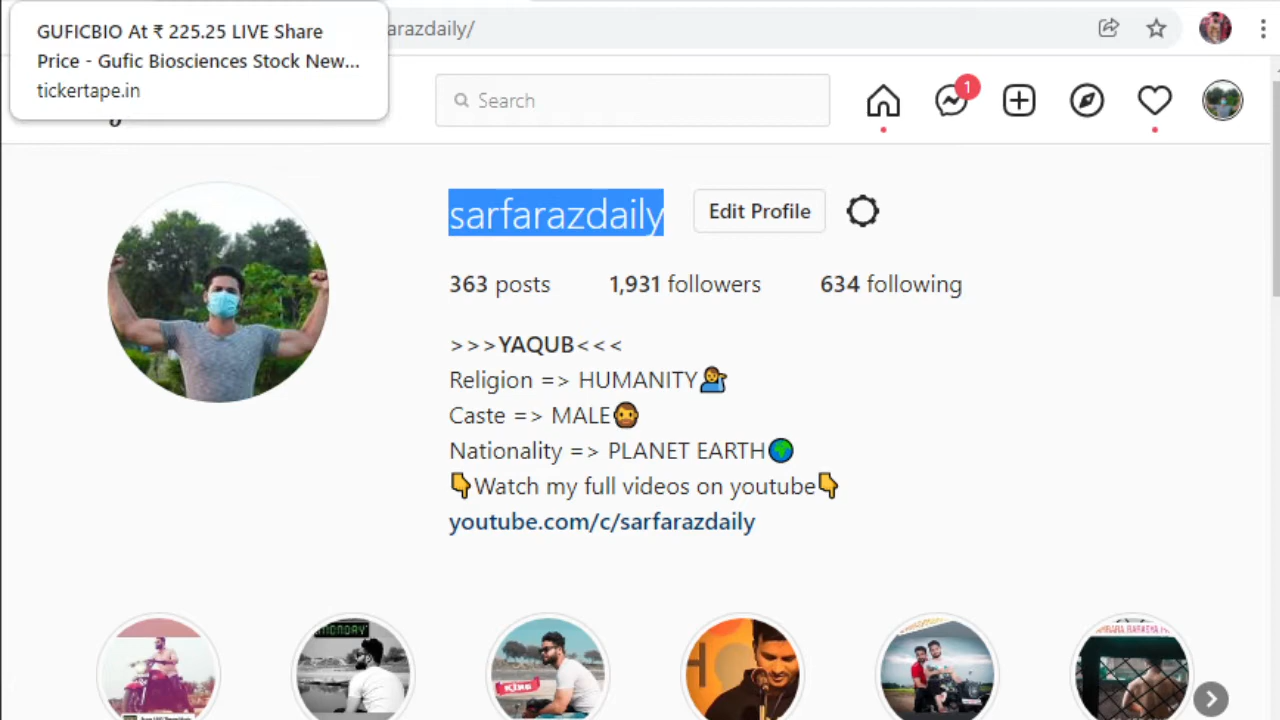 GUFICBIO At ₹ 225.25 LIVE Share
Price - Gufic Biosciences Stock New...
tickertape.in
arazdaily/
Search
1
sarfarazdaily
Edit Profile
363 posts
1,931 followers
634 following
>>>YAQUB<<<
Religion => HUMANITY💁‍♂️
Caste => MALE🧔
Nationality => PLANET EARTH🌍
👇Watch my full videos on youtube👇
youtube.com/c/sarfarazdaily
MONDAY
KING